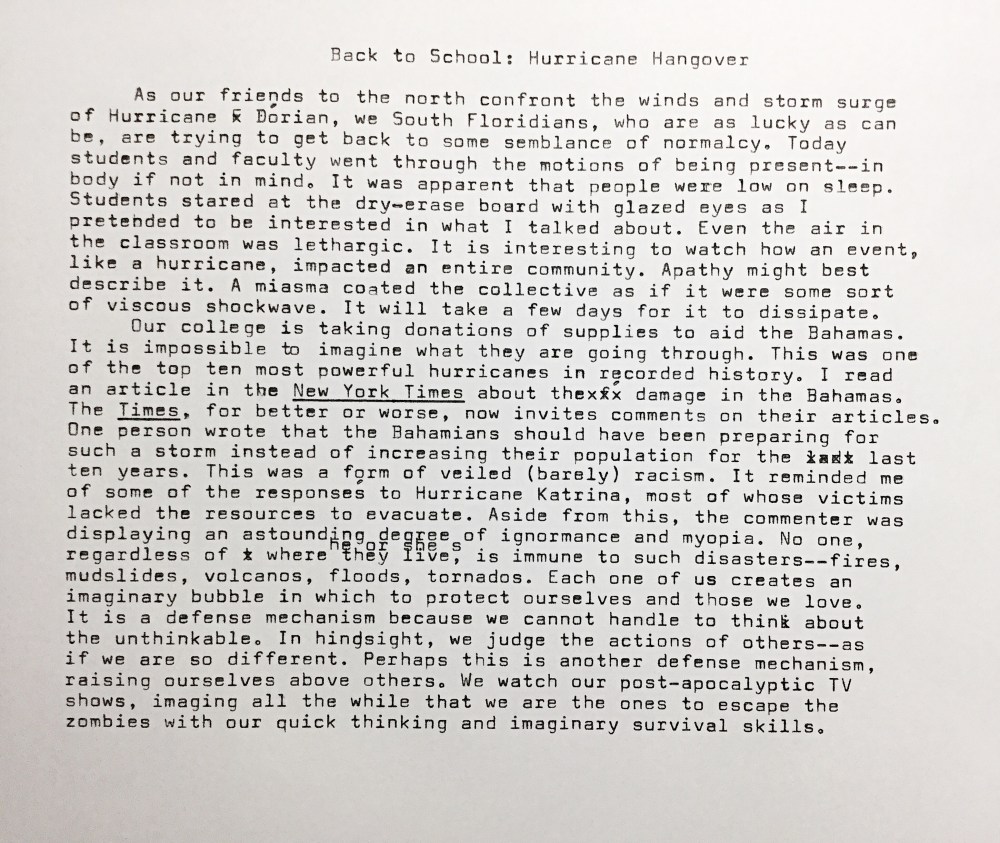 Back to School: Hurricane Hangover
As our friends to the north confront the winds and storm surge
of Hurricane Dorian, we South Floridians, who are as lucky as can
be, are trying to get back to some semblance of normalcy. Today
students and faculty went through the motions of being present--in
body if not in mind. It was apparent that people were low on sleep.
Students stared at the dry-erase board with glazed eyes as I
pretended to be interested in what I talked about. Even the air in
the classroom was lethargic. It is interesting to watch how an event,
like a hurricane, impacted an entire community. Apathy might best
describe it. A miasma coated the collective as if it were some sort
of viscous shockwave. It will take a few days for it to dissipate.
Our college is taking donations of supplies to aid the Bahamas.
It is impossible to imagine what they are going through. This was one
of the top ten most powerful hurricanes in recorded history. I read
an article in the New York Times about the damage in the Bahamas.
The Times, for better or worse, now invites comments on their articles.
One person wrote that the Bahamians should have been preparing for
such a storm instead of increasing their population for the last
ten years. This was a form of veiled (barely) racism. It reminded me
of some of the responses to Hurricane Katrina, most of whose victims
lacked the resources to evacuate. Aside from this, the commenter was
displaying an astounding degree of ignormance and myopia. No one,
he or she s
regardless of where they live, is immune to such disasters--fires,
mudslides, volcanos, floods, tornados. Each one of us creates an
imaginary bubble in which to protect ourselves and those we love.
It is a defense mechanism because we cannot handle to think about
the unthinkable. In hindsight, we judge the actions of others--as
if we are so different. Perhaps this is another defense mechanism,
raising ourselves above others. We watch our post-apocalyptic TV
shows, imaging all the while that we are the ones to escape the
zombies with our quick thinking and imaginary survival skills.